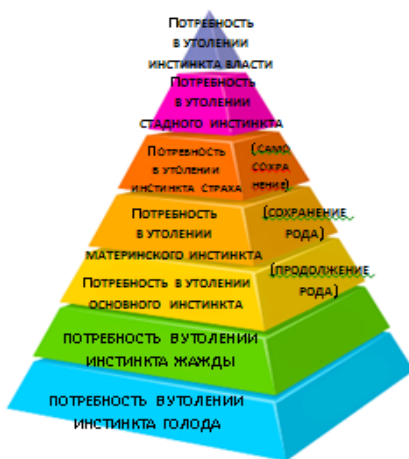 ПОТРЕБНОСТЬ
В УТОЛЕНИИ
ИНСТИНКТА ВЛАСТИ
ПОТРЕБНОСТЬ
В УТОЛЕНИИ
СТАДНОГО ИНСТИНКТА
ПОТРЕБНОСТЬ
В УТОЛЕНИИ
ИНСТИНКТА СТРАХА
(САМО
СОХРА
НЕНИЕ)
ПОТРЕБНОСТЬ
В УТОЛЕНИИ
МАТЕРИНСКОГО ИНСТИНКТА
(СОХРАНЕНИЕ
РОДА)
ПОТРЕБНОСТЬ В УТОЛЕНИИ
ОСНОВНОГО ИНСТИНКТА
(ПРОДОЛЖЕНИЕ
РОДА)
ПОТРЕБНОСТЬ ВУТОЛЕНИИ
ИНСТИНКТА ЖАЖДЫ
ПОТРЕБНОСТЬ ВУТОЛЕНИИ
ИНСТИНКТА ГОЛОДА